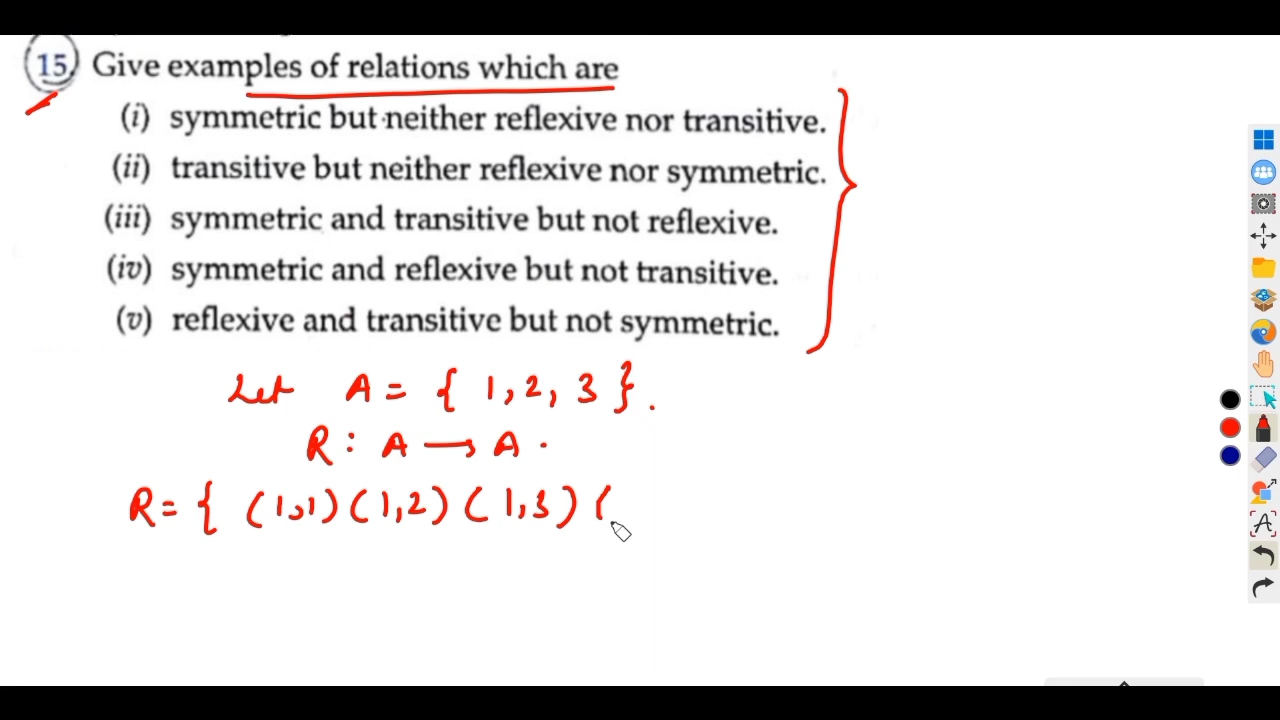 15. Give examples of relations which are
(i) symmetric but neither reflexive nor transitive.
(ii) transitive but neither reflexive nor symmetric.
(iii) symmetric and transitive but not reflexive.
(iv) symmetric and reflexive but not transitive.
(v) reflexive and transitive but not symmetric.
Let A = { 1, 2, 3 }.
R : A → A .
R = { (1,1) (1,2) (1,3) (